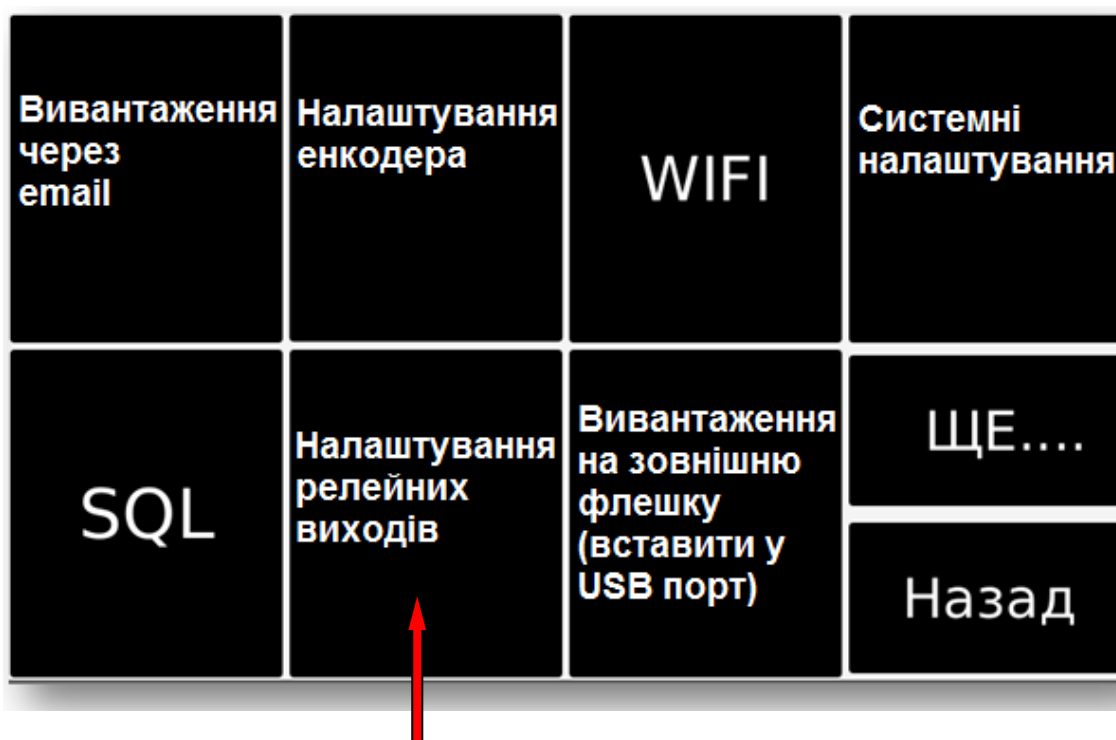 Вивантаження
через
email
Налаштування
енкодера
WIFI
Системні
налаштування
SQL
Налаштування
релейних
виходів
Вивантаження
на зовнішню
флешку
(вставити у
USB порт)
ЩЕ....
Назад